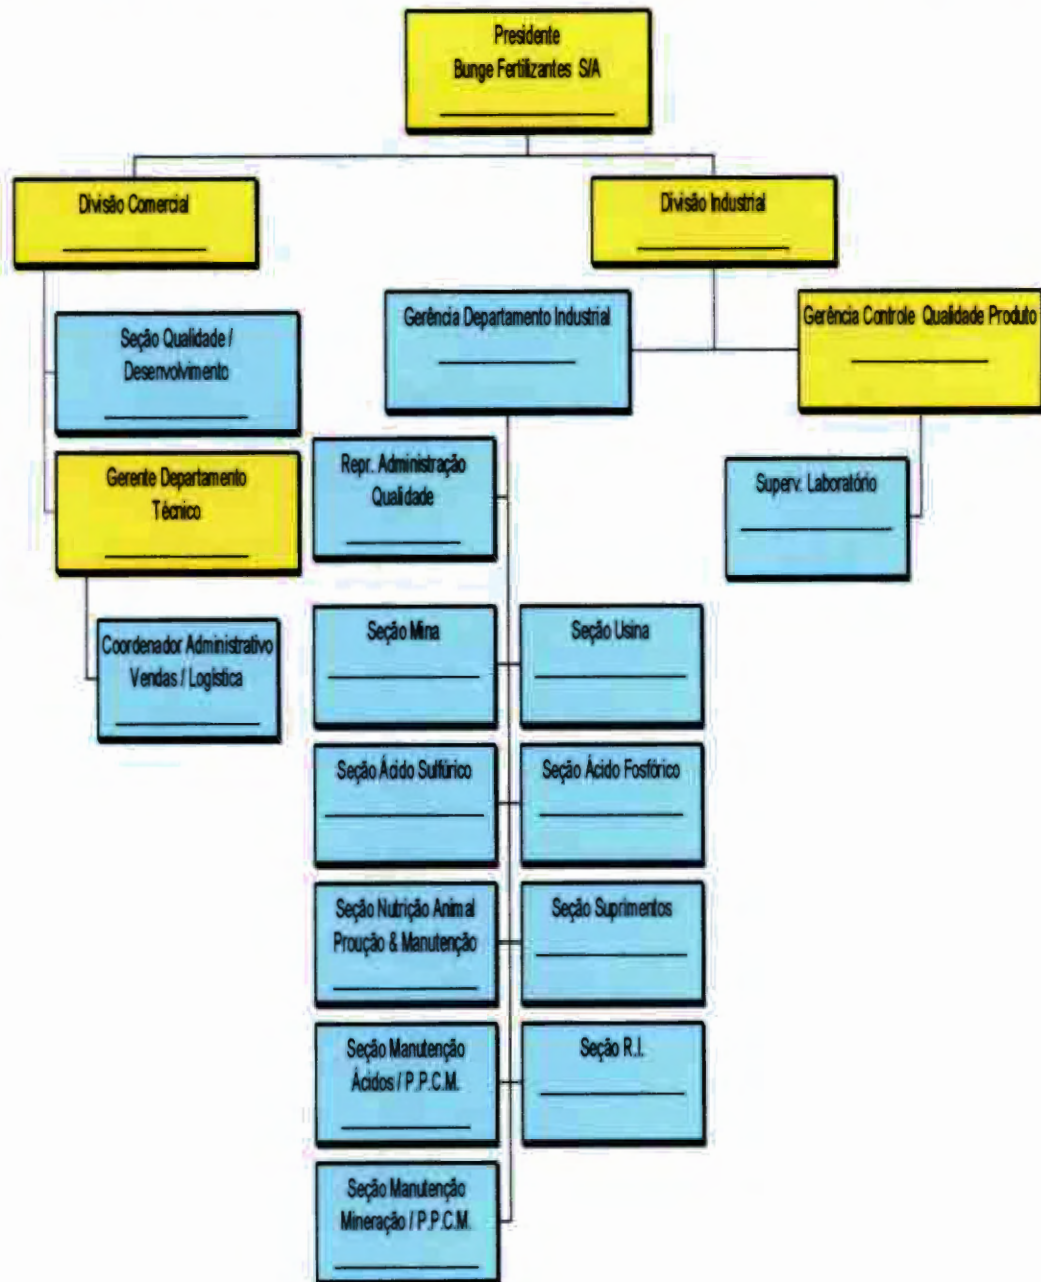 Presidente
Bunge Fertilizantes S/A
Divisão Comercial
Divisão Industrial
Seção Qualidade /
Desenvolvimento
Gerência Departamento Industrial
Gerência Controle Qualidade Produto
Gerente Departamento
Técnico
Repr. Administração
Qualidade
Superv. Laboratório
Coordenador Administrativo
Vendas / Logística
Seção Mina
Seção Usina
Seção Ácido Sulfúrico
Seção Ácido Fosfórico
Seção Nutrição Animal
Proução & Manutenção
Seção Suprimentos
Seção Manutenção
Ácidos / P.P.C.M.
Seção R.I.
Seção Manutenção
Mineração / P.P.C.M.